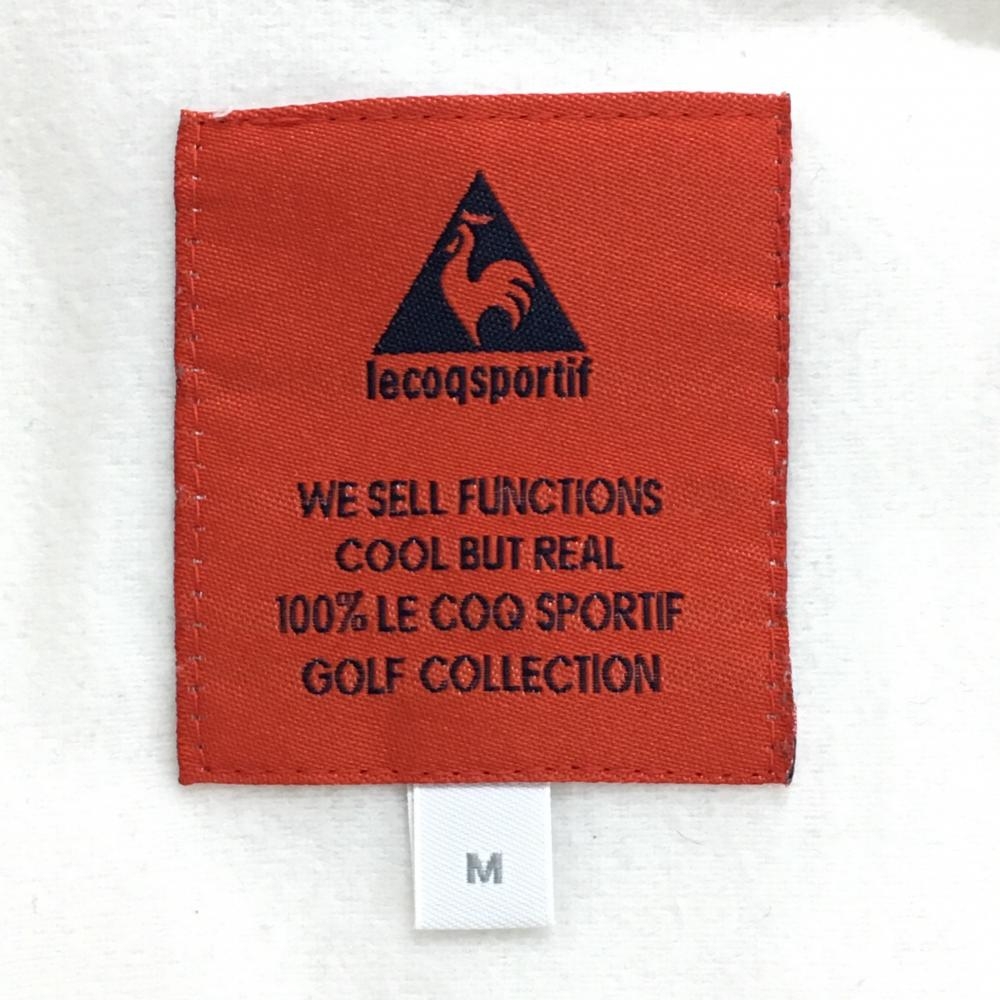 lecoqsportif
WE SELL FUNCTIONS
COOL BUT REAL
100% LE COQ SPORTIF
GOLF COLLECTION
M